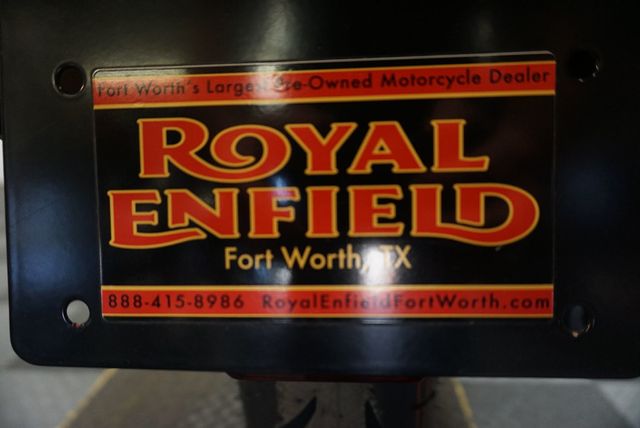 Fort Worth's Largest Pre-Owned Motorcycle Dealer
ROYAL
ENFIELD
Fort Worth, TX
888-415-8986 RoyalEnfieldFortWorth.com